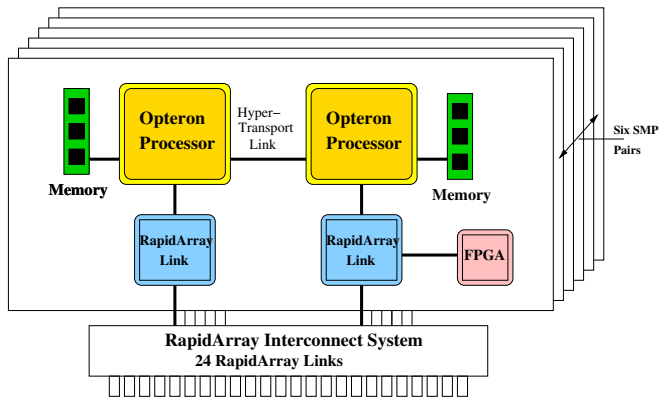 Opteron
Processor
Hyper-
Transport
Link
Opteron
Processor
Six SMP
Pairs
Memory
Memory
RapidArray
Link
RapidArray
Link
FPGA
RapidArray Interconnect System
24 RapidArray Links